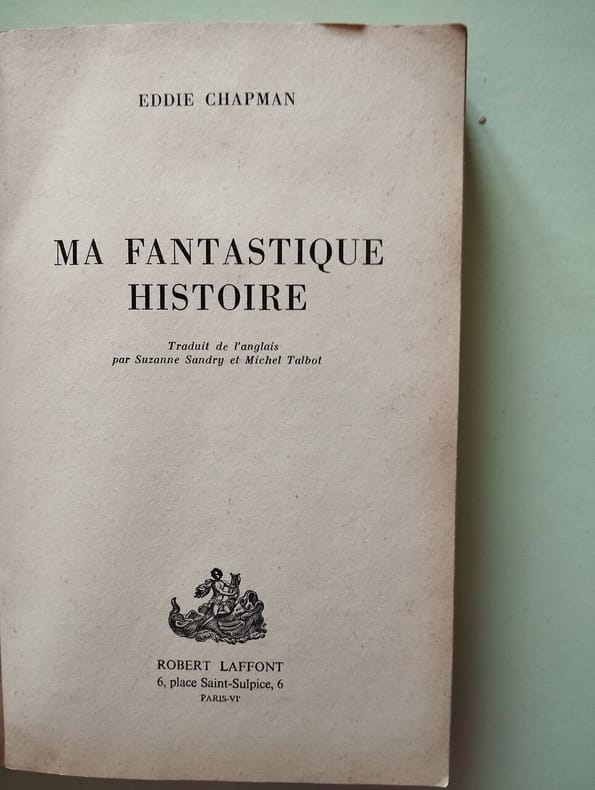 EDDIE CHAPMAN
MA FANTASTIQUE
HISTOIRE
Traduit de l'anglais
par Suzanne Sandry et Michel Talbot
ROBERT LAFFONT
6, place Saint-Sulpice, 6
PARIS-VIᵉ